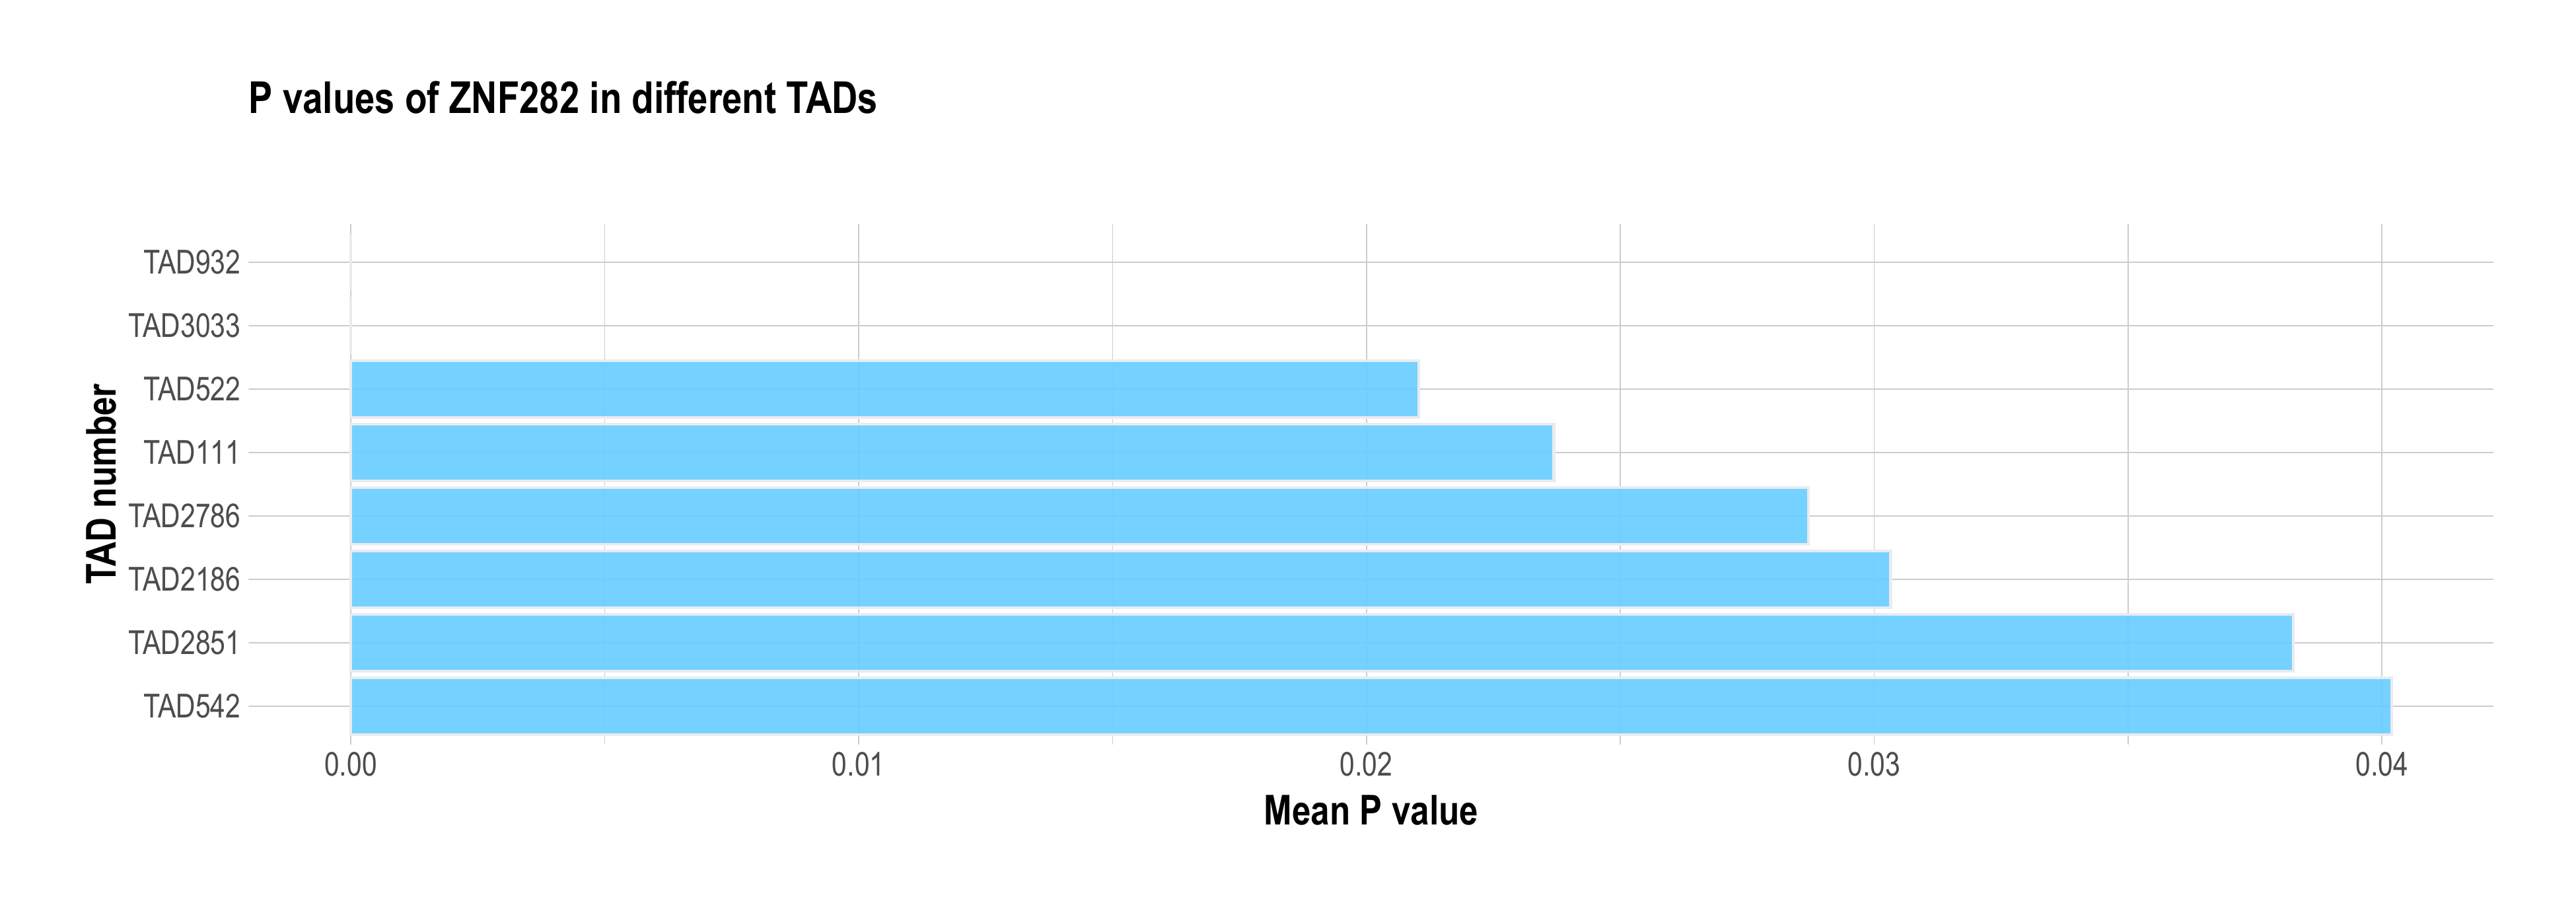 P values of ZNF282 in different TADs
TAD number
TAD932
TAD3033
TAD522
TAD111
TAD2786
TAD2186
TAD2851
TAD542
0.00 0.01 0.02 0.03 0.04
Mean P value